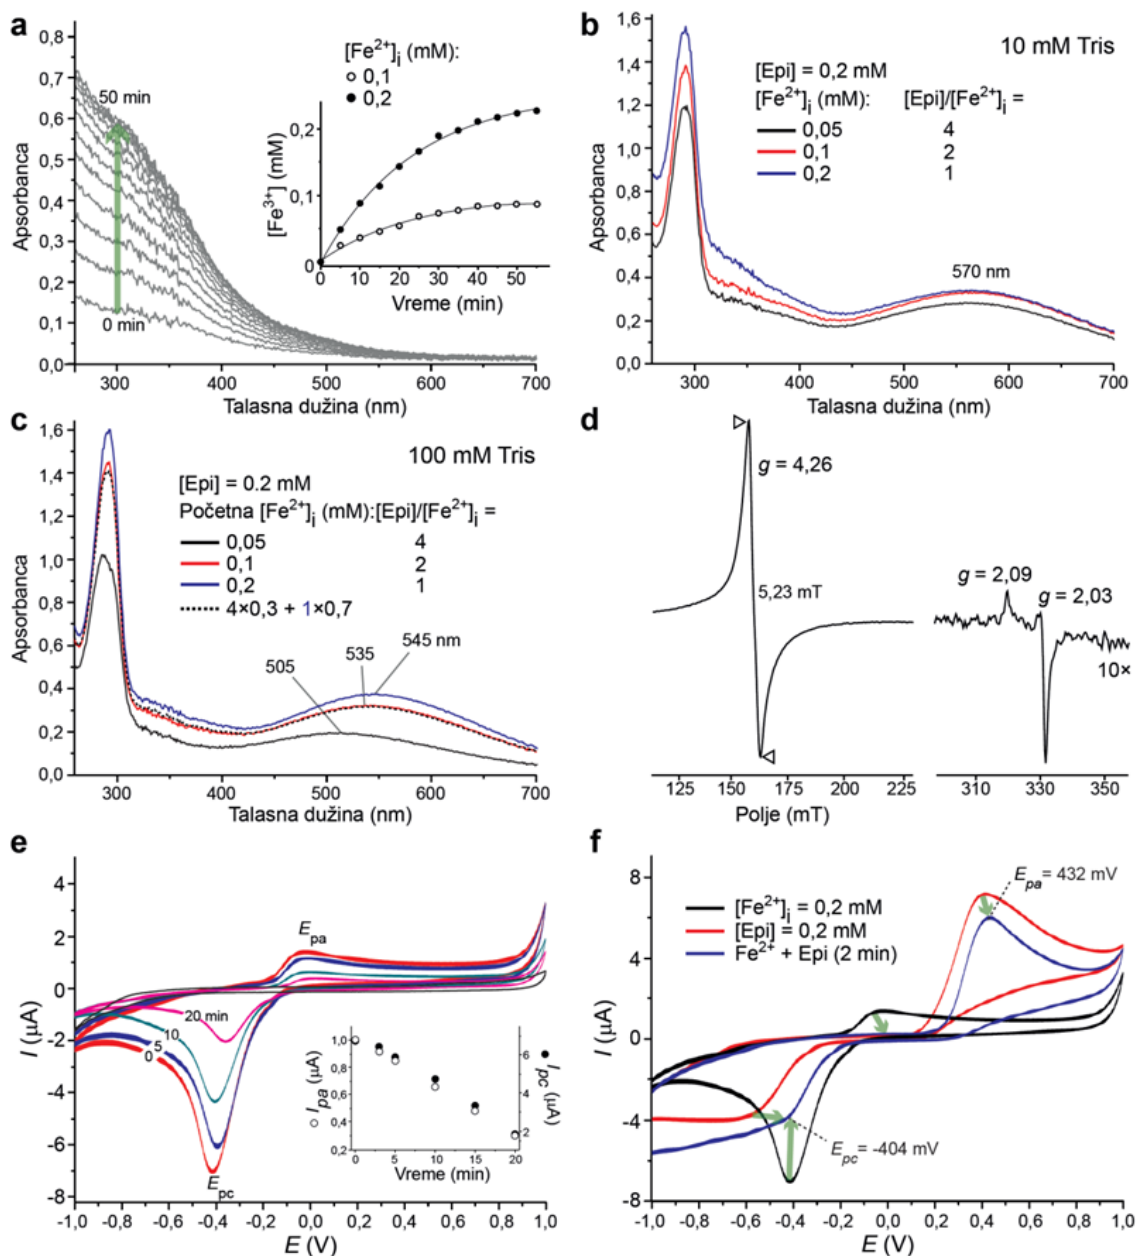 a
0,8
0,7
0,6
0,5
0,4
0,3
0,2
0,1
0,0
Apsorbanca
50 min
0 min
300 400 500 600 700
Talasna dužina (nm)
[Fe2+]i (mM):
0,1
0,2
0,2
0,1
0
[Fe3+] (mM)
0 10 20 30 40 50
Vreme (min)
b
1,6
1,4
1,2
1,0
0,8
0,6
0,4
0,2
0,0
Apsorbanca
10 mM Tris
[Epi] = 0,2 mM
[Fe2+]i (mM): [Epi]/[Fe2+]i =
0,05 4
0,1 2
0,2 1
570 nm
300 400 500 600 700
Talasna dužina (nm)
c
1,6
1,4
1,2
1,0
0,8
0,6
0,4
0,2
0,0
Apsorbanca
100 mM Tris
[Epi] = 0.2 mM
Početna [Fe2+]i (mM):[Epi]/[Fe2+]i =
0,05 4
0,1 2
0,2 1
4×0,3 + 1×0,7
505
535
545 nm
300 400 500 600 700
Talasna dužina (nm)
d
g = 4,26
5,23 mT
g = 2,09
g = 2,03
10×
125 150 175 200 225
310 330 350
Polje (mT)
e
4
2
0
-2
-4
-6
-8
I (µA)
Epa
20 min
10
5
0
Epc
1,0
0,8
0,6
0,4
0,2
Ipa (µA)
6
4
2
Ipc (µA)
0 5 10 15 20
Vreme (min)
-1,0 -0,8 -0,6 -0,4 -0,2 0,0 0,2 0,4 0,6 0,8 1,0
E (V)
f
8
4
0
-4
-8
I (µA)
[Fe2+]i = 0,2 mM
[Epi] = 0,2 mM
Fe2+ + Epi (2 min)
Epa= 432 mV
Epc= -404 mV
-1,0 -0,8 -0,6 -0,4 -0,2 0,0 0,2 0,4 0,6 0,8 1,0
E (V)